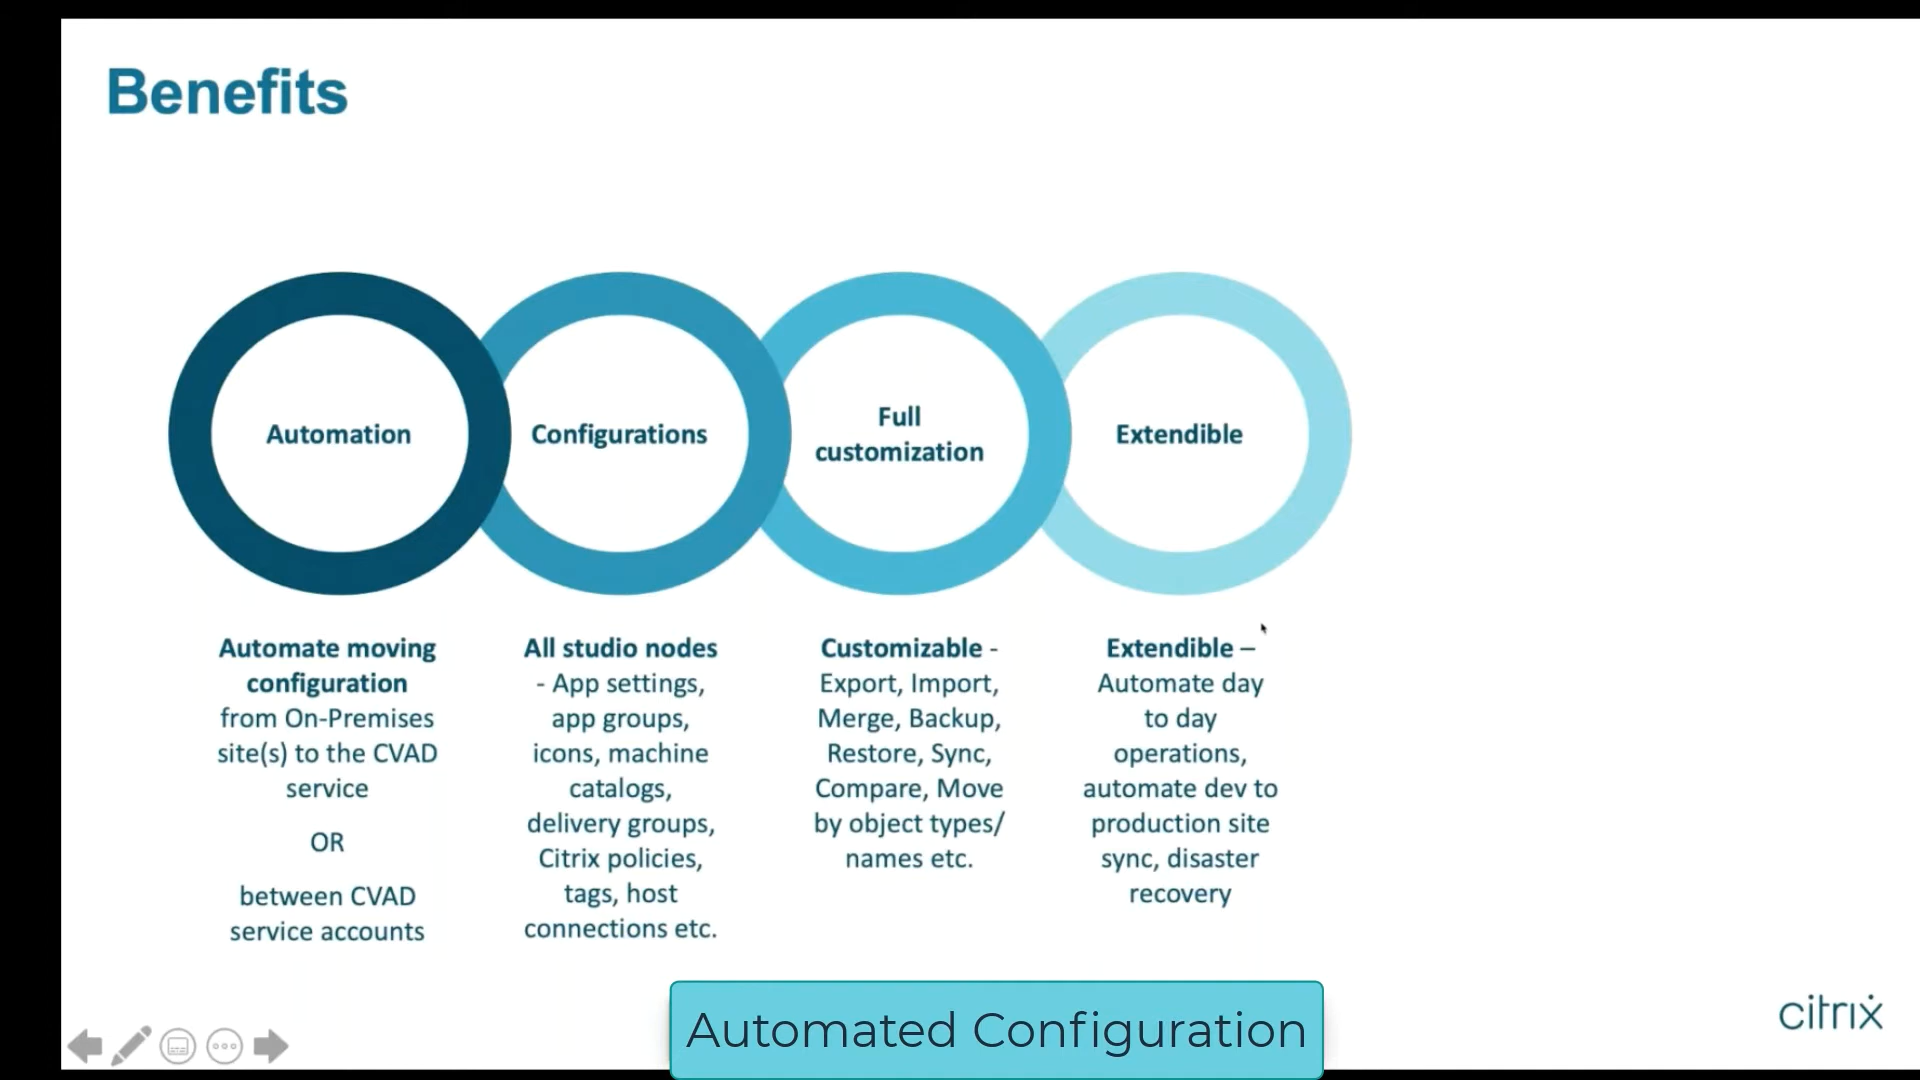 Benefits
Automation
Configurations
Full
customization
Extendible
Automate moving
configuration
from On-Premises
site(s) to the CVAD
service
OR
between CVAD
service accounts
All studio nodes
- App settings,
app groups,
icons, machine
catalogs,
delivery groups,
Citrix policies,
tags, host
connections etc.
Customizable -
Export, Import,
Merge, Backup,
Restore, Sync,
Compare, Move
by object types/
names etc.
Extendible –
Automate day
to day
operations,
automate dev to
production site
sync, disaster
recovery
Automated Configuration
citrix